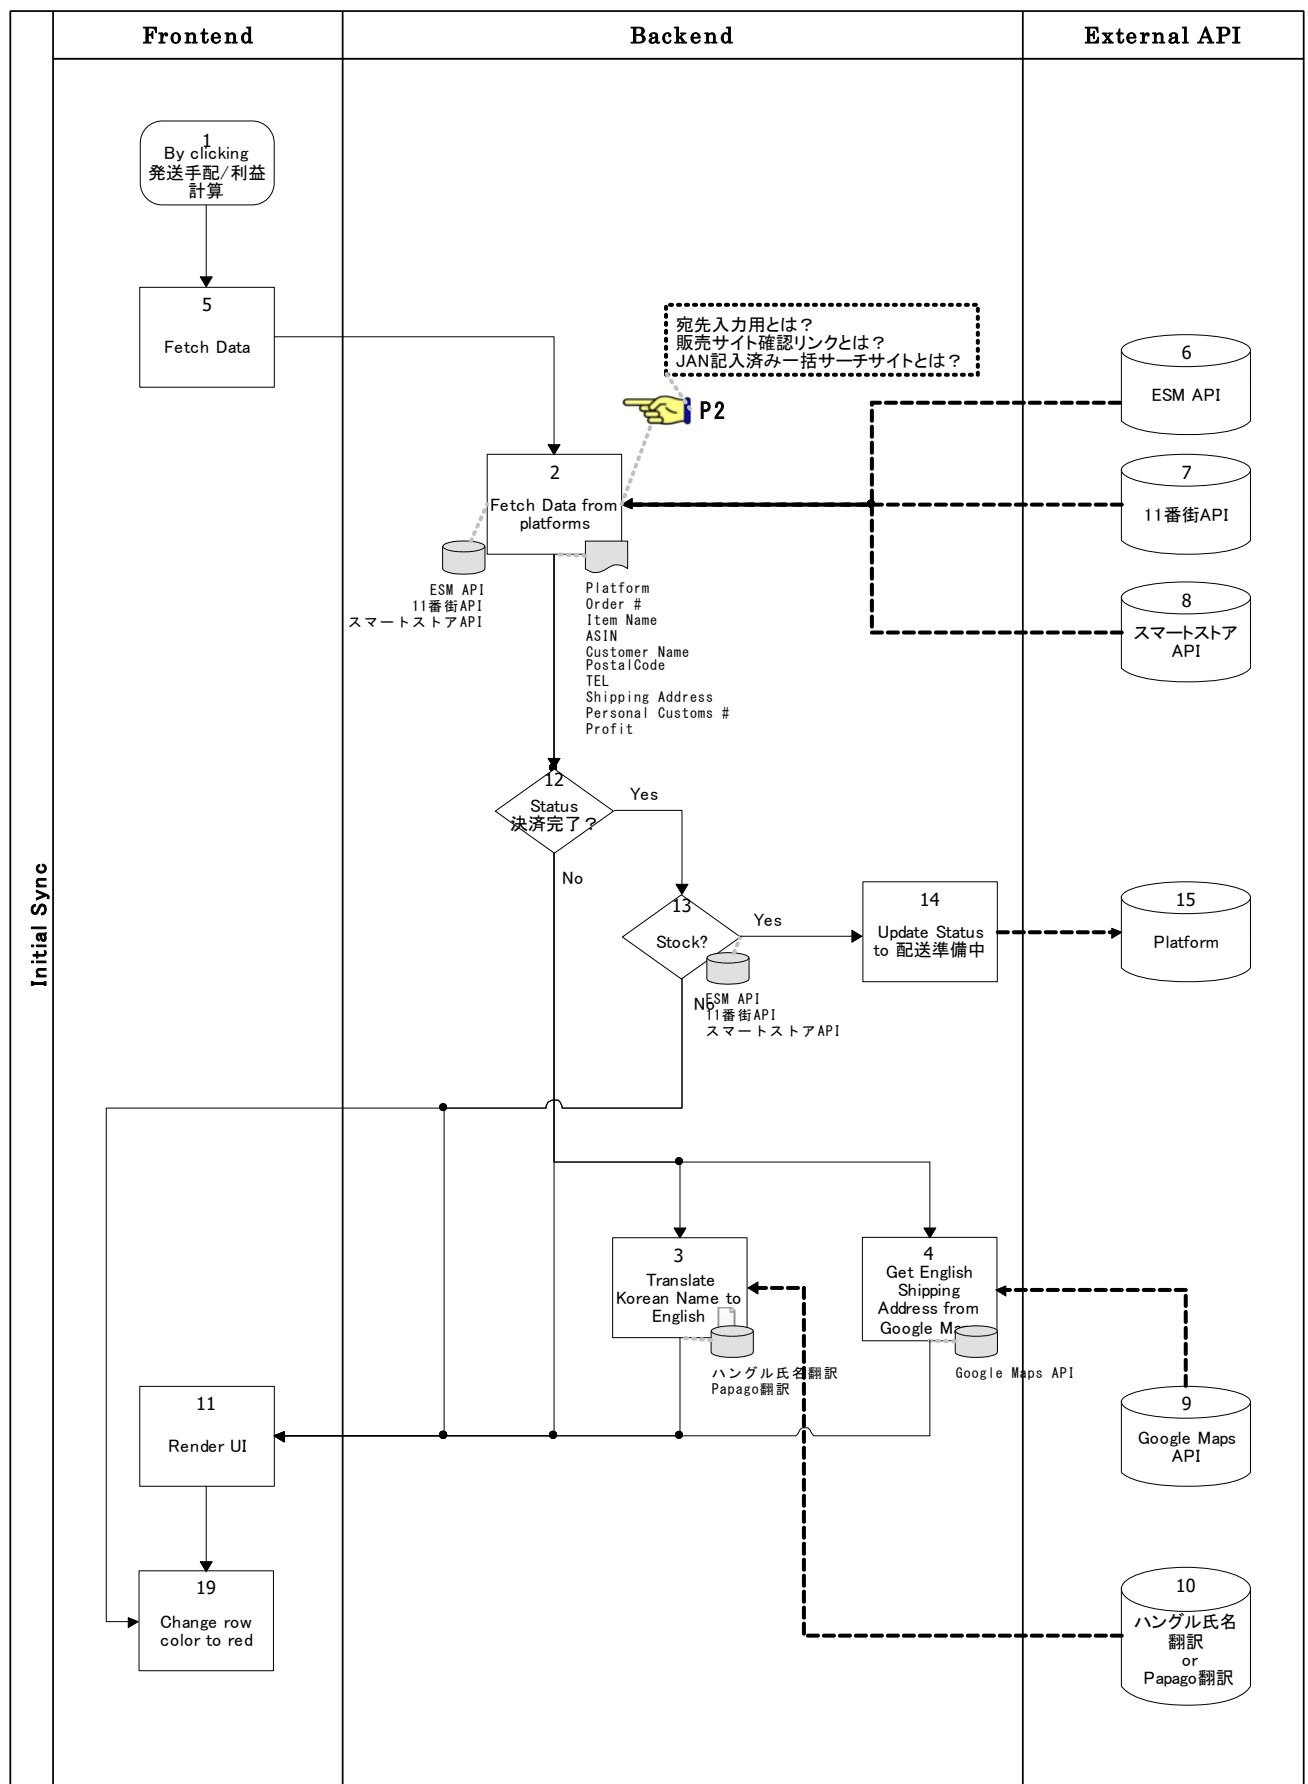 Frontend
Backend
External API
Initial Sync
1
By clicking
発送手配/利益
計算
5
Fetch Data
宛先入力用とは？
販売サイト確認リンクとは？
JAN記入済み一括サーチサイトとは？
P2
6
ESM API
2
Fetch Data from
platforms
7
11番街API
ESM API
11番街API
スマートストアAPI
Platform
Order #
Item Name
ASIN
Customer Name
PostalCode
TEL
Shipping Address
Personal Customs #
Profit
8
スマートストア
API
12
Status
決済完了？
Yes
No
13
Stock?
Yes
No
ESM API
11番街API
スマートストアAPI
14
Update Status
to 配送準備中
15
Platform
3
Translate
Korean Name to
English
ハングル氏名翻訳
Papago翻訳
4
Get English
Shipping
Address from
Google Ma
Google Maps API
11
Render UI
9
Google Maps
API
19
Change row
color to red
10
ハングル氏名
翻訳
or
Papago翻訳